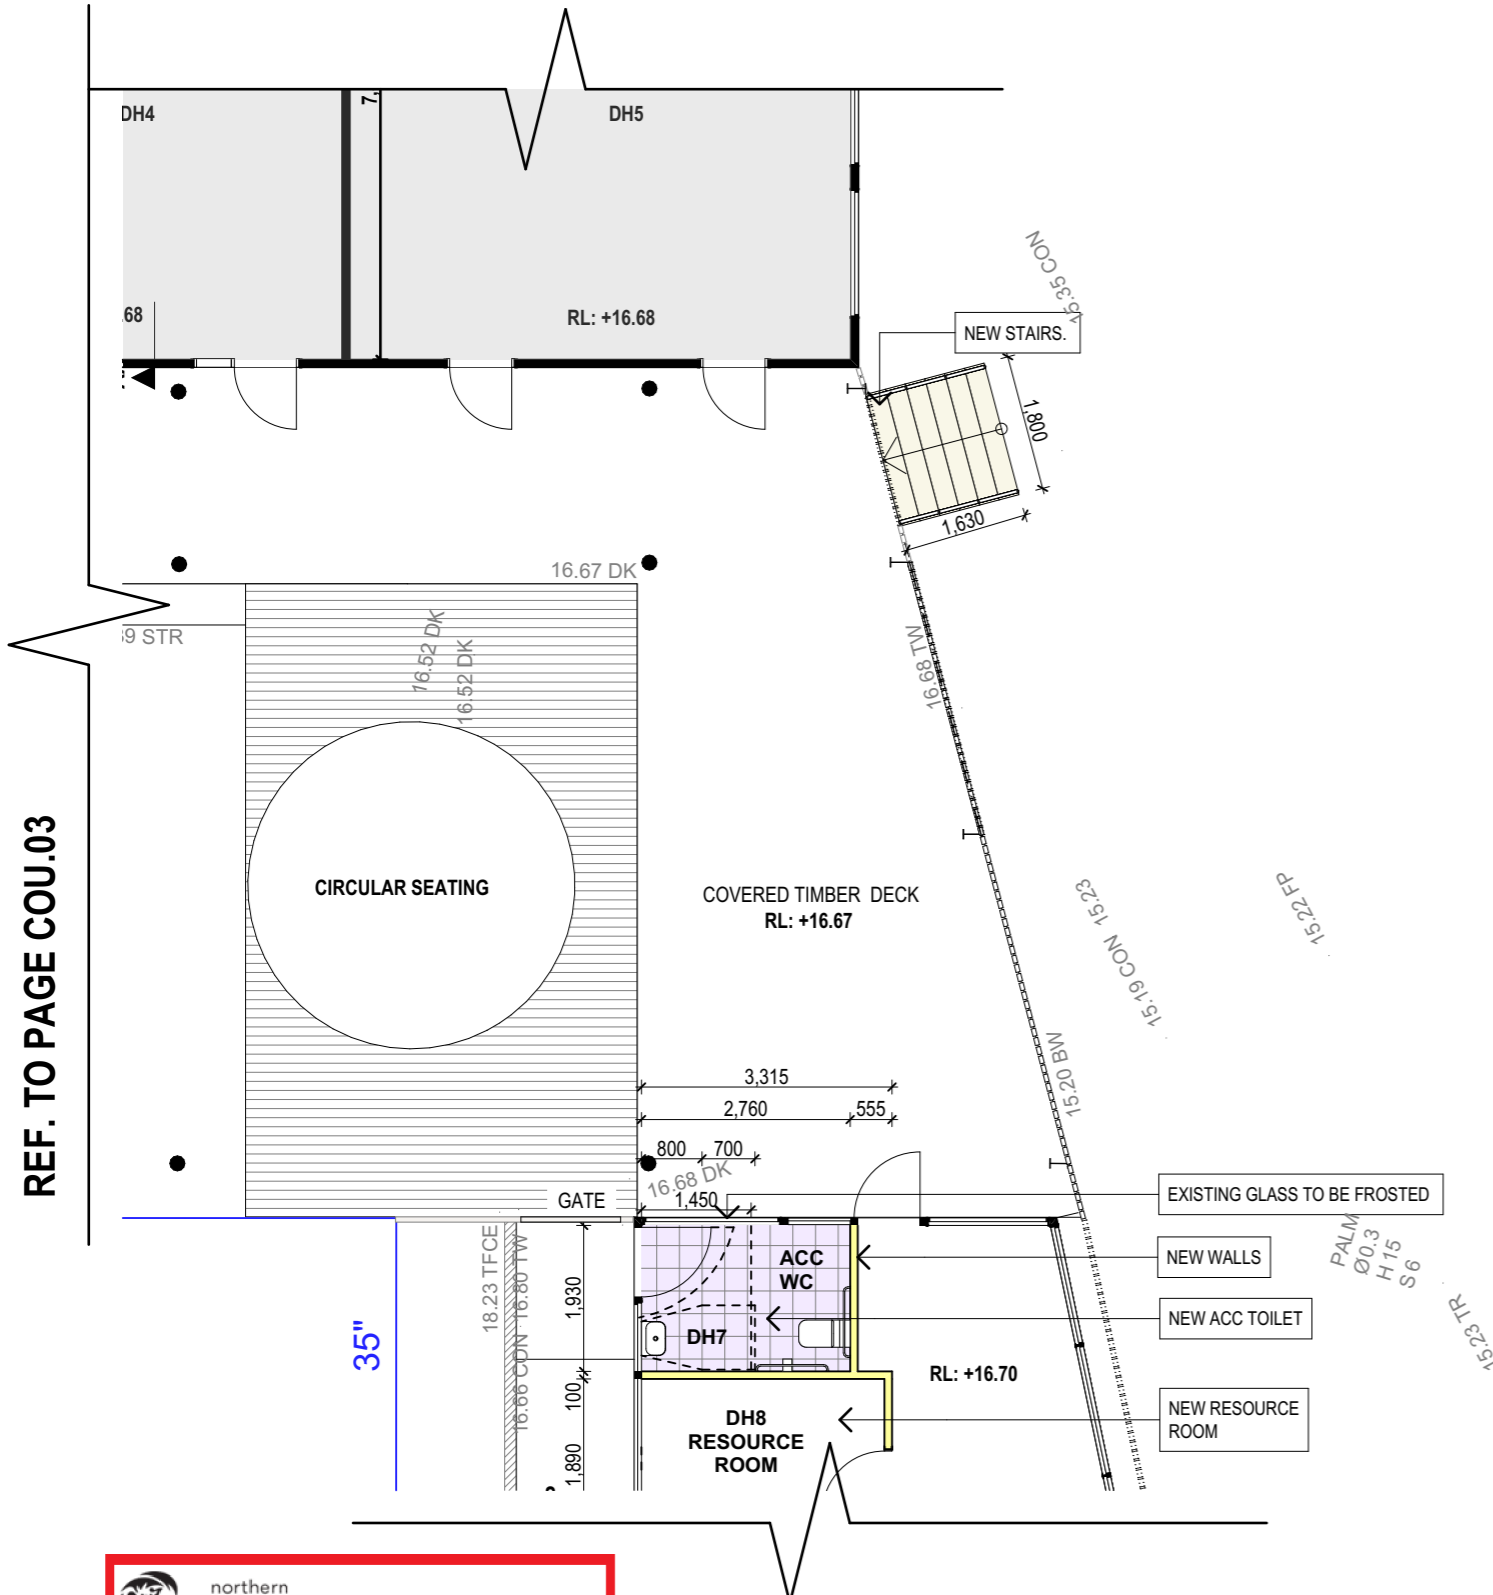 DH4
7,
DH5
.68
RL: +16.68
15.35 CON
NEW STAIRS.
1,800
1,630
16.67 DK
39 STR
16.52 DK
16.52 DK
16.68 TW
REF. TO PAGE COU.03
CIRCULAR SEATING
COVERED TIMBER DECK
RL: +16.67
15.23
15.19 CON
15.22 FP
15.20 BW
3,315
2,760
555
800
700
16.68 DK
1,450
GATE
EXISTING GLASS TO BE FROSTED
NEW WALLS
NEW ACC TOILET
NEW RESOURCE
ROOM
PALM
Ø0.3
H 15
S 6
15.23 TR
18.23 TFCE
16.80 TW
16.66 CON
35"
1,930
100
1,890
ACC
WC
DH7
RL: +16.70
DH8
RESOURCE
ROOM
northern